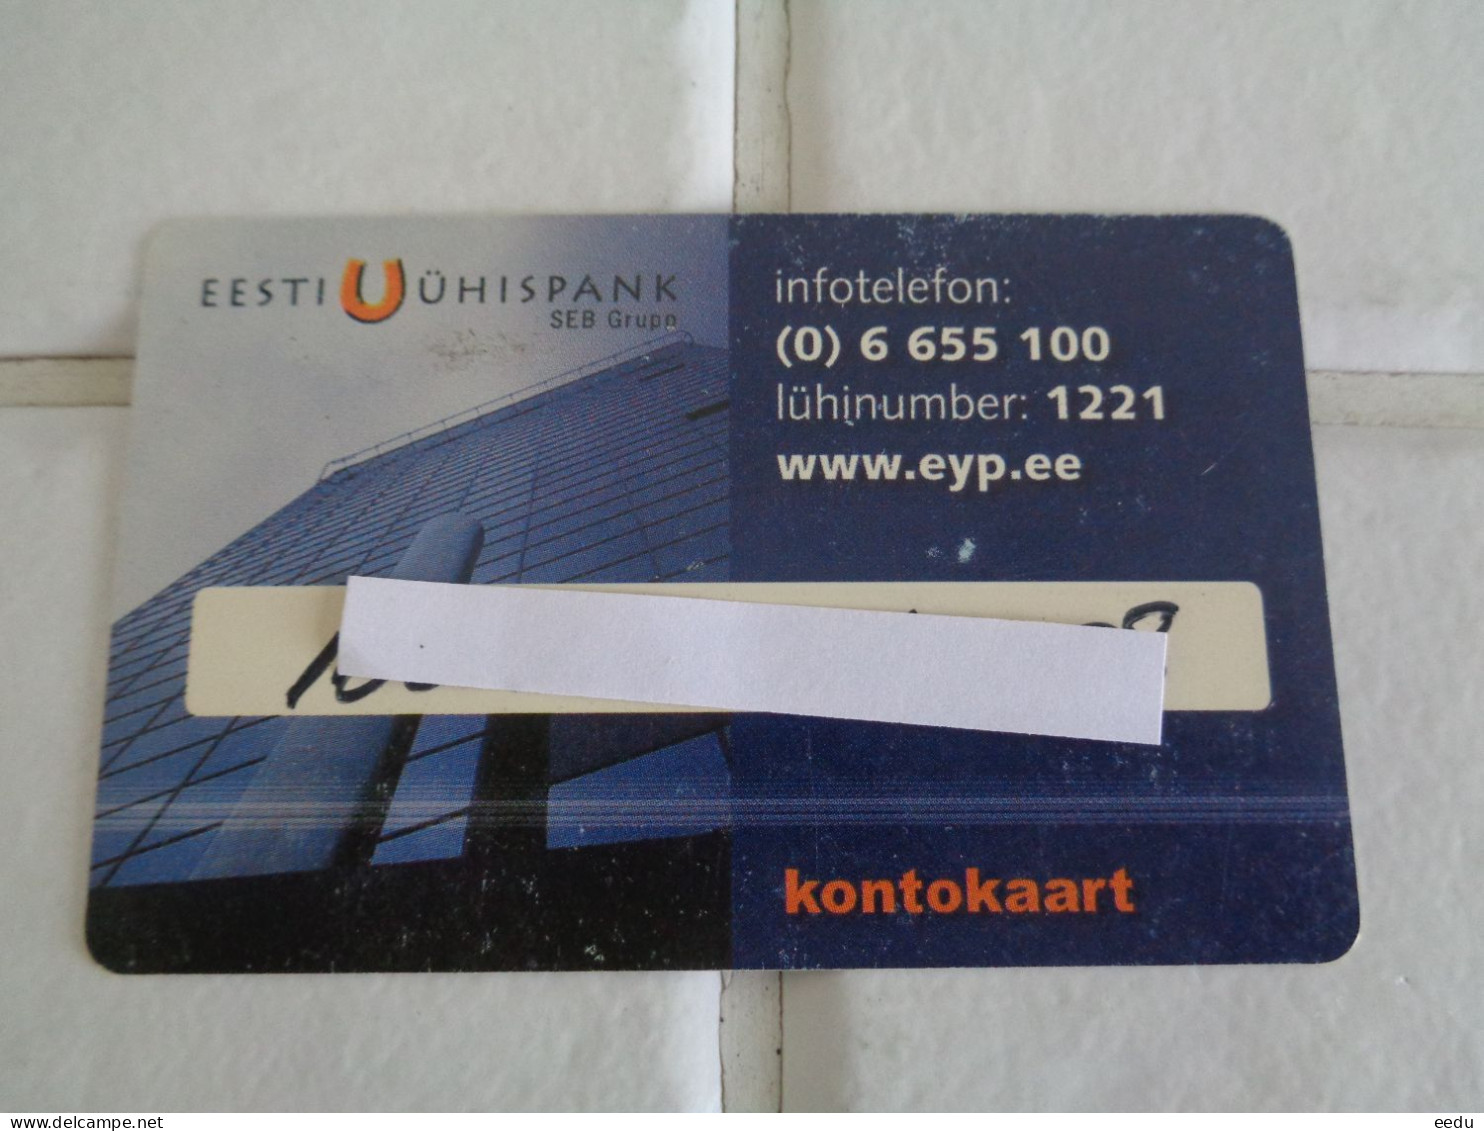 EESTI ÜHISPANK
SEB Grupp
infotelefon:
(0) 6 655 100
lühinumber: 1221
www.eyp.ee
kontokaart
www.delcampe.net
eedu